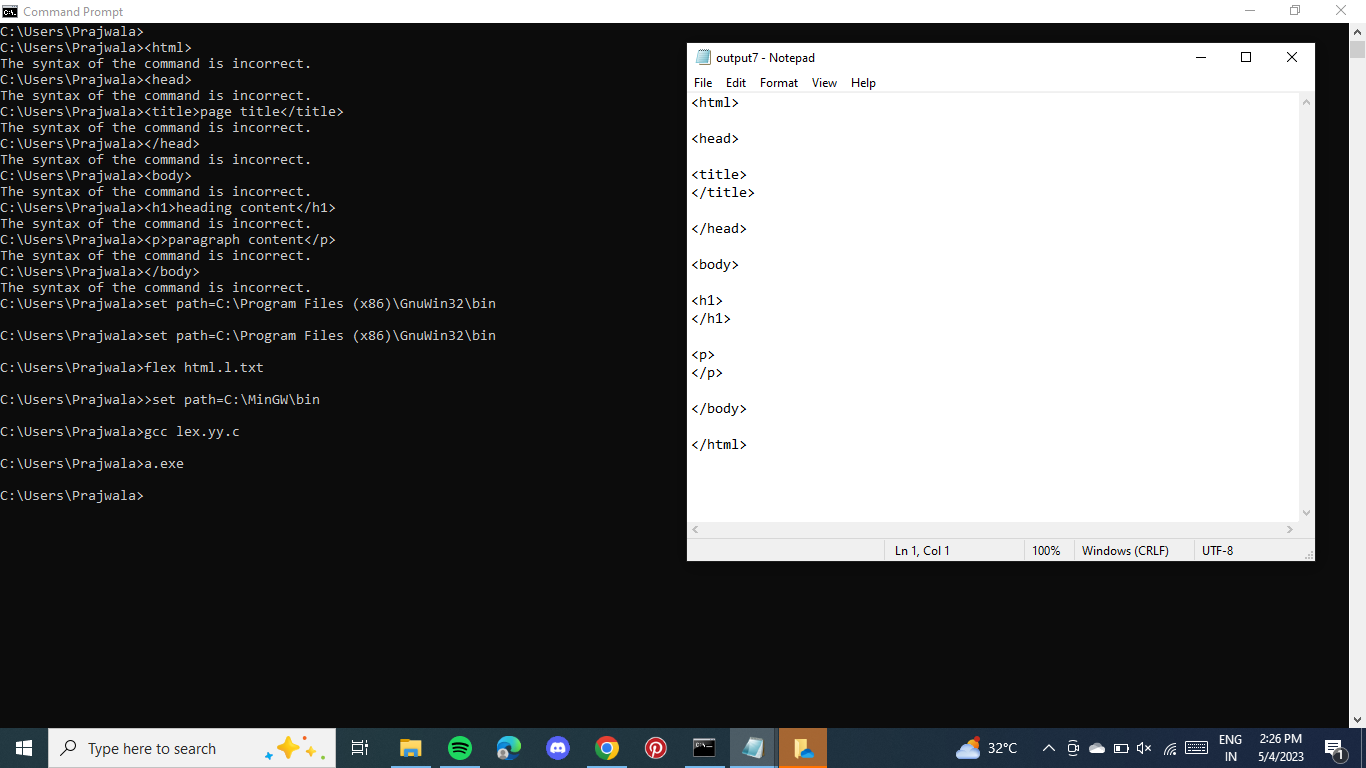 Command Prompt
C:\Users\Prajwala>
C:\Users\Prajwala><html>
The syntax of the command is incorrect.
C:\Users\Prajwala><head>
The syntax of the command is incorrect.
C:\Users\Prajwala><title>page title</title>
The syntax of the command is incorrect.
C:\Users\Prajwala></head>
The syntax of the command is incorrect.
C:\Users\Prajwala><body>
The syntax of the command is incorrect.
C:\Users\Prajwala><h1>heading content</h1>
The syntax of the command is incorrect.
C:\Users\Prajwala><p>paragraph content</p>
The syntax of the command is incorrect.
C:\Users\Prajwala></body>
The syntax of the command is incorrect.
C:\Users\Prajwala>set path=C:\Program Files (x86)\GnuWin32\bin
C:\Users\Prajwala>set path=C:\Program Files (x86)\GnuWin32\bin
C:\Users\Prajwala>flex html.l.txt
C:\Users\Prajwala>>set path=C:\MinGW\bin
C:\Users\Prajwala>gcc lex.yy.c
C:\Users\Prajwala>a.exe
C:\Users\Prajwala>
output7 - Notepad
File Edit Format View Help
<html>
<head>
<title>
</title>
</head>
<body>
<h1>
</h1>
<p>
</p>
</body>
</html>
Ln 1, Col 1 100% Windows (CRLF) UTF-8
Type here to search
32°C
ENG
IN
2:26 PM
5/4/2023
1